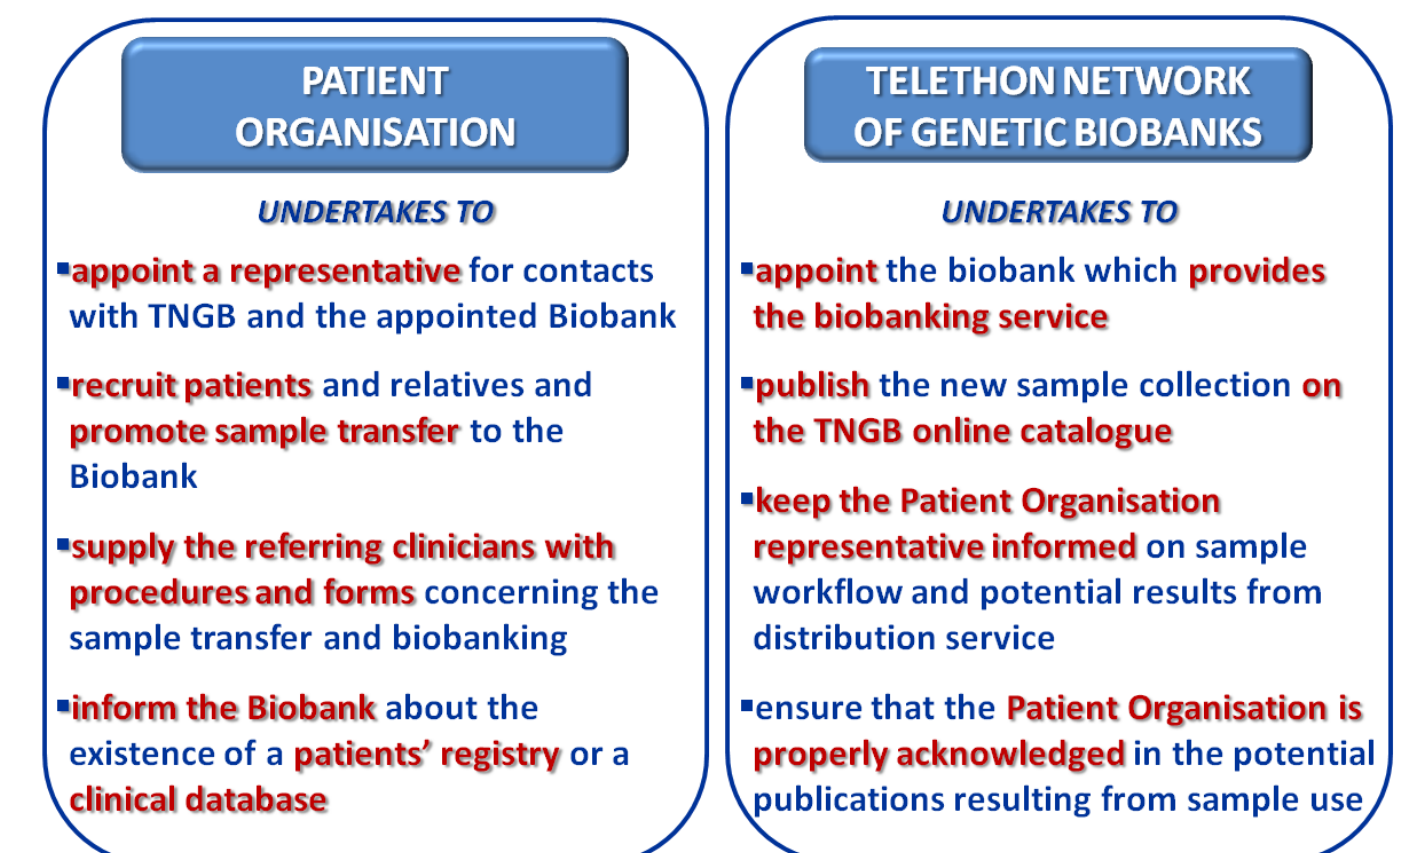 PATIENT
ORGANISATION
UNDERTAKES TO
▪appoint a representative for contacts
with TNGB and the appointed Biobank
▪recruit patients and relatives and
promote sample transfer to the
Biobank
▪supply the referring clinicians with
procedures and forms concerning the
sample transfer and biobanking
▪inform the Biobank about the
existence of a patients’ registry or a
clinical database
TELETHON NETWORK
OF GENETIC BIOBANKS
UNDERTAKES TO
▪appoint the biobank which provides
the biobanking service
▪publish the new sample collection on
the TNGB online catalogue
▪keep the Patient Organisation
representative informed on sample
workflow and potential results from
distribution service
▪ensure that the Patient Organisation is
properly acknowledged in the potential
publications resulting from sample use